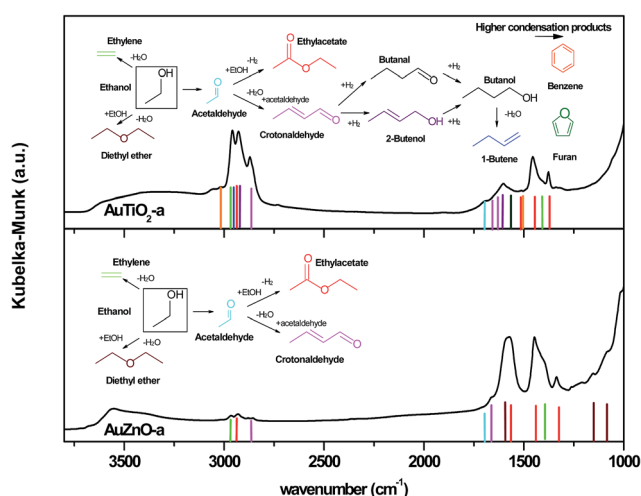 Higher condensation products
Ethylene
-H₂O
OH
Ethanol
+EtOH
-H₂O
O
Diethyl ether
O
Acetaldehyde
-H₂
+EtOH
-H₂O
+acetaldehyde
Ethylacetate
O
O
Crotonaldehyde
O
+H₂
+H₂
Butanal
O
+H₂
2-Butenol
OH
+H₂
Butanol
OH
-H₂O
1-Butene
Benzene
O
Furan
AuTiO₂-a
Kubelka-Munk (a.u.)
Ethylene
-H₂O
OH
Ethanol
+EtOH
-H₂O
O
Diethyl ether
O
Acetaldehyde
-H₂
+EtOH
-H₂O
+acetaldehyde
Ethylacetate
O
O
O
Crotonaldehyde
AuZnO-a
3500 3000 2500 2000 1500 1000
wavenumber (cm⁻¹)